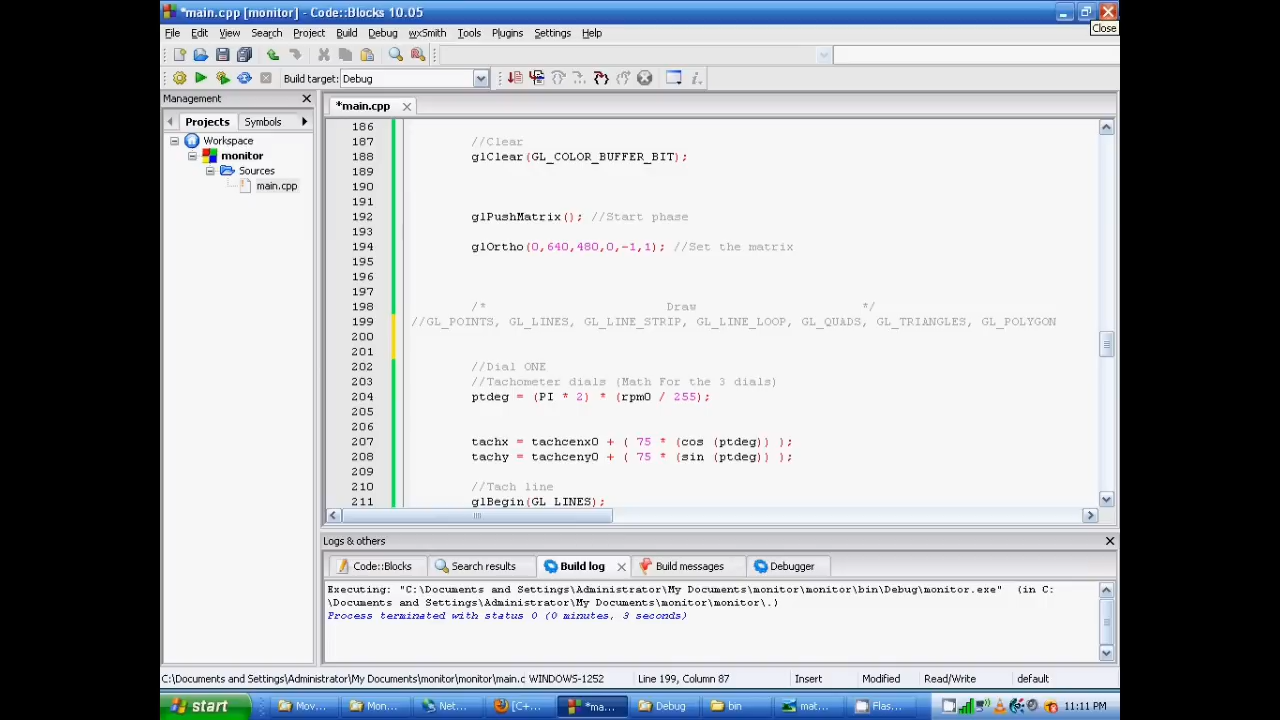 *main.cpp [monitor] - Code::Blocks 10.05
Close
File Edit View Search Project Build Debug wxSmith Tools Plugins Settings Help
Build target: Debug
Management
*main.cpp
Projects Symbols
Workspace
monitor
Sources
main.cpp
186
187 //Clear
188 glClear(GL_COLOR_BUFFER_BIT);
189
190
191
192 glPushMatrix(); //Start phase
193
194 glOrtho(0,640,480,0,-1,1); //Set the matrix
195
196
197
198 /* Draw */
199 //GL_POINTS, GL_LINES, GL_LINE_STRIP, GL_LINE_LOOP, GL_QUADS, GL_TRIANGLES, GL_POLYGON
200
201
202 //Dial ONE
203 //Tachometer dials (Math For the 3 dials)
204 ptdeg = (PI * 2) * (rpm0 / 255);
205
206
207 tachx = tachcenx0 + ( 75 * (cos (ptdeg)) );
208 tachy = tachceny0 + ( 75 * (sin (ptdeg)) );
209
210 //Tach line
211 glBegin(GL_LINES);
Logs & others
Code::Blocks Search results Build log Build messages Debugger
Executing: "C:\Documents and Settings\Administrator\My Documents\monitor\monitor\bin\Debug\monitor.exe" (in C:
\Documents and Settings\Administrator\My Documents\monitor\monitor\.)
Process terminated with status 0 (0 minutes, 3 seconds)
C:\Documents and Settings\Administrator\My Documents\monitor\monitor\main.c WINDOWS-1252 Line 199, Column 87 Insert Modified Read/Write default
start Mov... Mon... Net... [C+... *ma... Debug bin mat... Flas... 11:11 PM